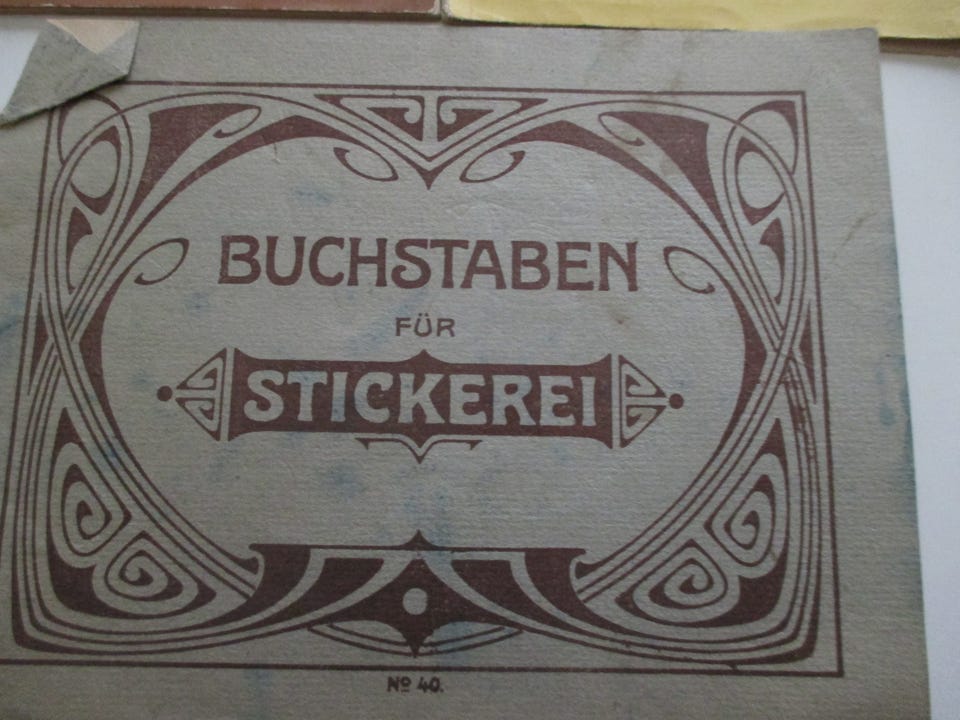 BUCHSTABEN
FÜR
STICKEREI
No 40.